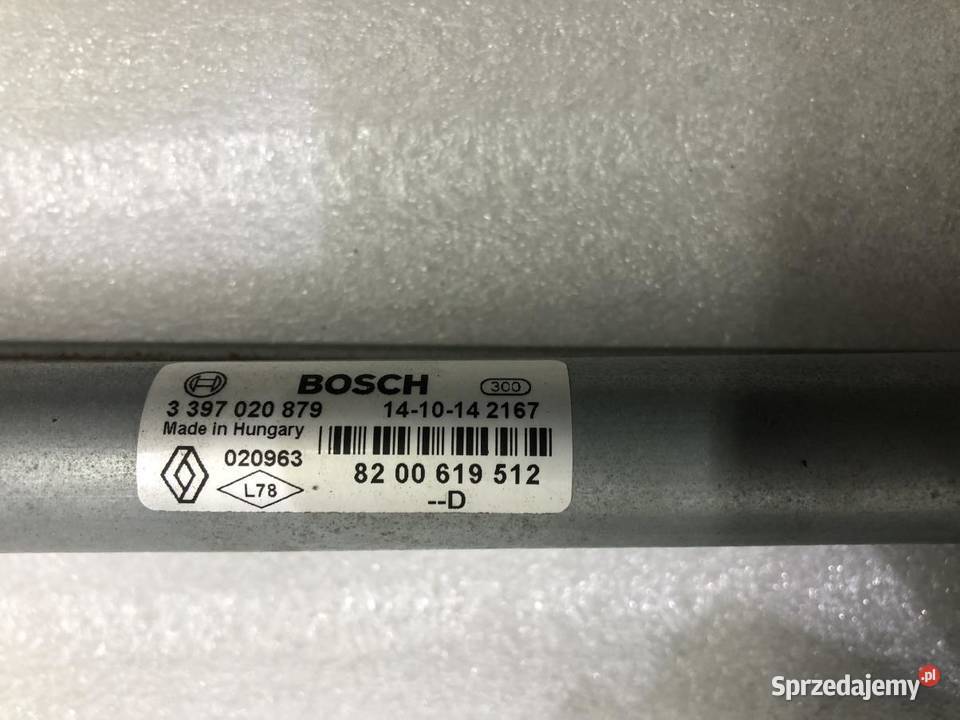 BOSCH 300
3 397 020 879 14-10-14 2167
Made in Hungary
020963
L78
82 00 619 512
--D
Sprzedajemy.pl